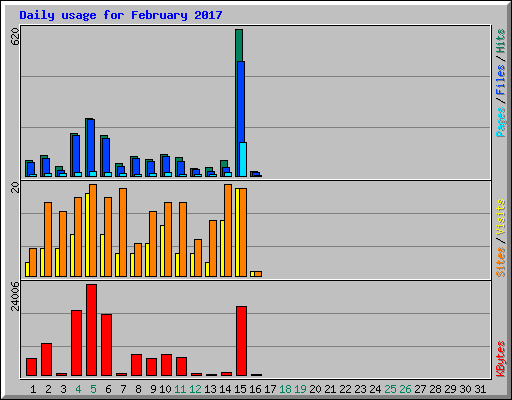 Daily usage for February 2017
620
Pages / Files / Hits
20
Sites / Visits
24006
KBytes
1 2 3 4 5 6 7 8 9 10 11 12 13 14 15 16 17 18 19 20 21 22 23 24 25 26 27 28 29 30 31